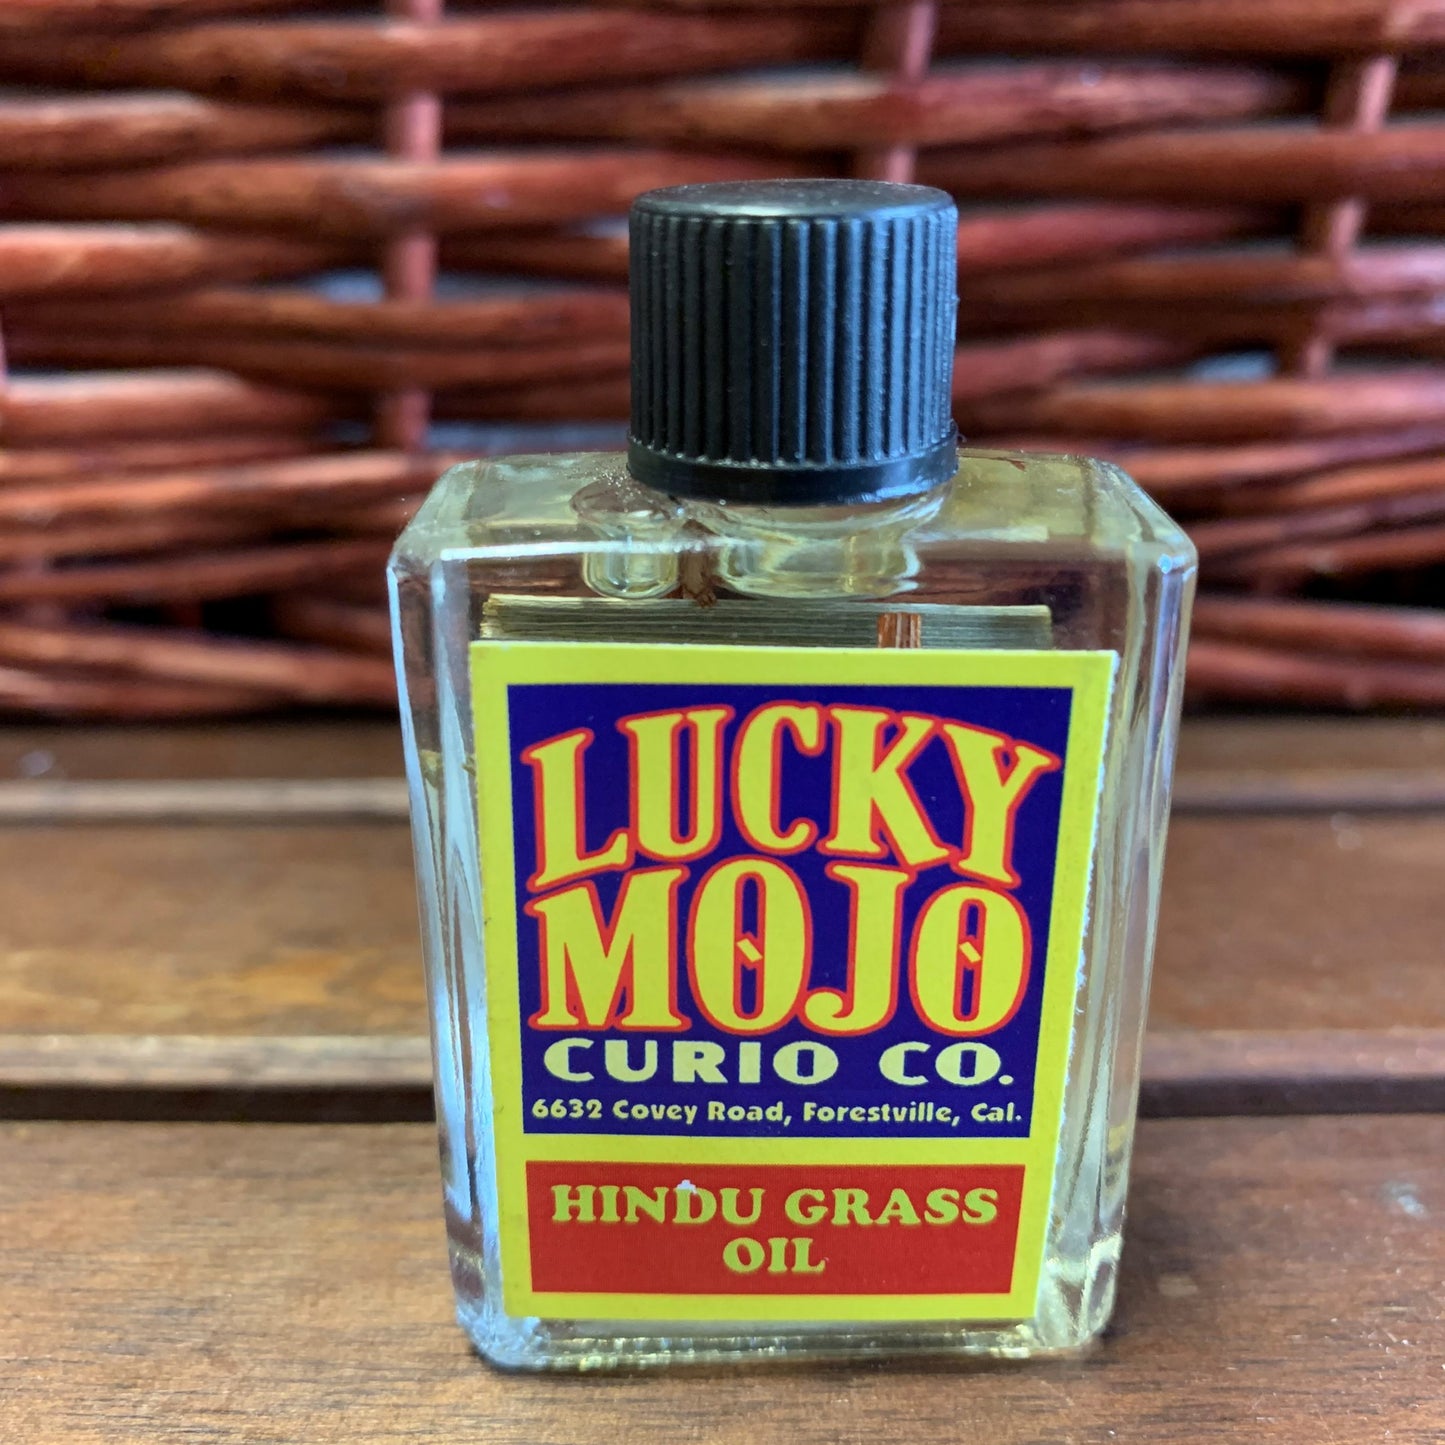 LUCKY
MOJO
CURIO CO.
6632 Covey Road, Forestville, Cal.
HINDU GRASS
OIL